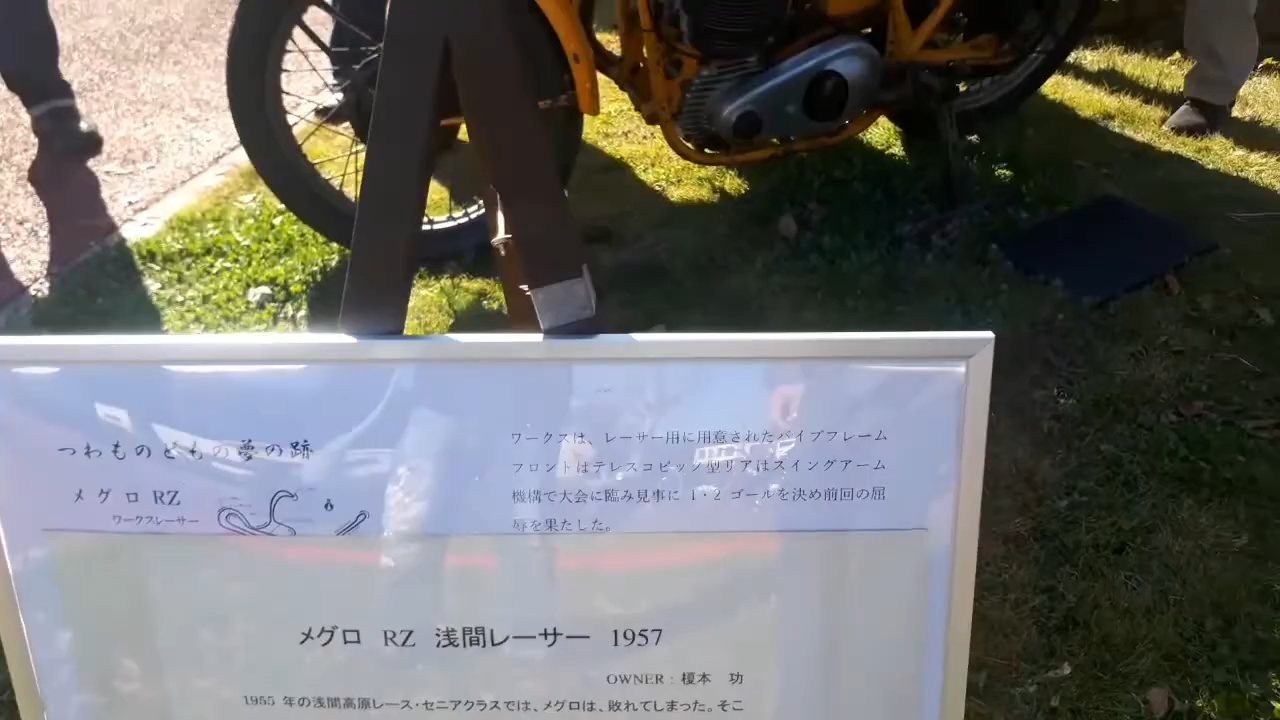 つわものどもの夢の跡
メグロ RZ
ワークスレーサー
ワークスは、レーサー用に用意されたパイプフレーム
フロントはテレスコピッツ型リアはスイングアーム
機構で大会に臨み見事に 1・2 ゴールを決め前回の屈
辱を果たした。
メグロ RZ 浅間レーサー 1957
OWNER : 榎本 功
1955 年の浅間高原レース・セニアクラスでは、メグロは、敗れてしまった。そこ